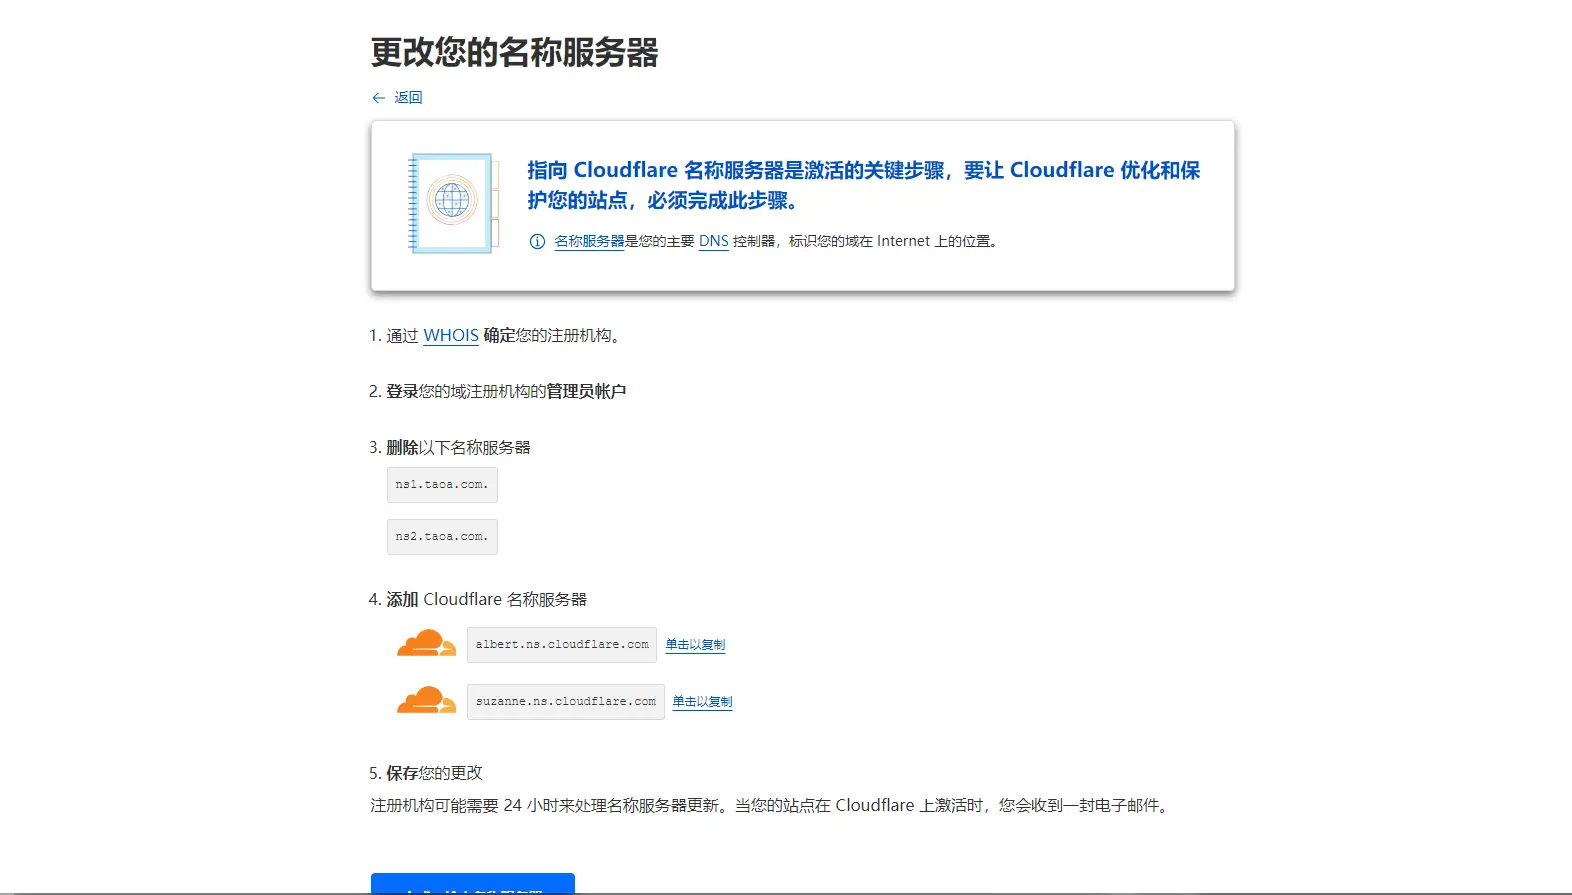 更改您的名称服务器
← 返回
指向 Cloudflare 名称服务器是激活的关键步骤，要让 Cloudflare 优化和保
护您的站点，必须完成此步骤。
名称服务器是您的主要 DNS 控制器，标识您的域在 Internet 上的位置。
1. 通过 WHOIS 确定您的注册机构。
2. 登录您的域注册机构的管理员帐户
3. 删除以下名称服务器
ns1.taoa.com.
ns2.taoa.com.
4. 添加 Cloudflare 名称服务器
albert.ns.cloudflare.com 单击以复制
suzanne.ns.cloudflare.com 单击以复制
5. 保存您的更改
注册机构可能需要 24 小时来处理名称服务器更新。当您的站点在 Cloudflare 上激活时，您会收到一封电子邮件。